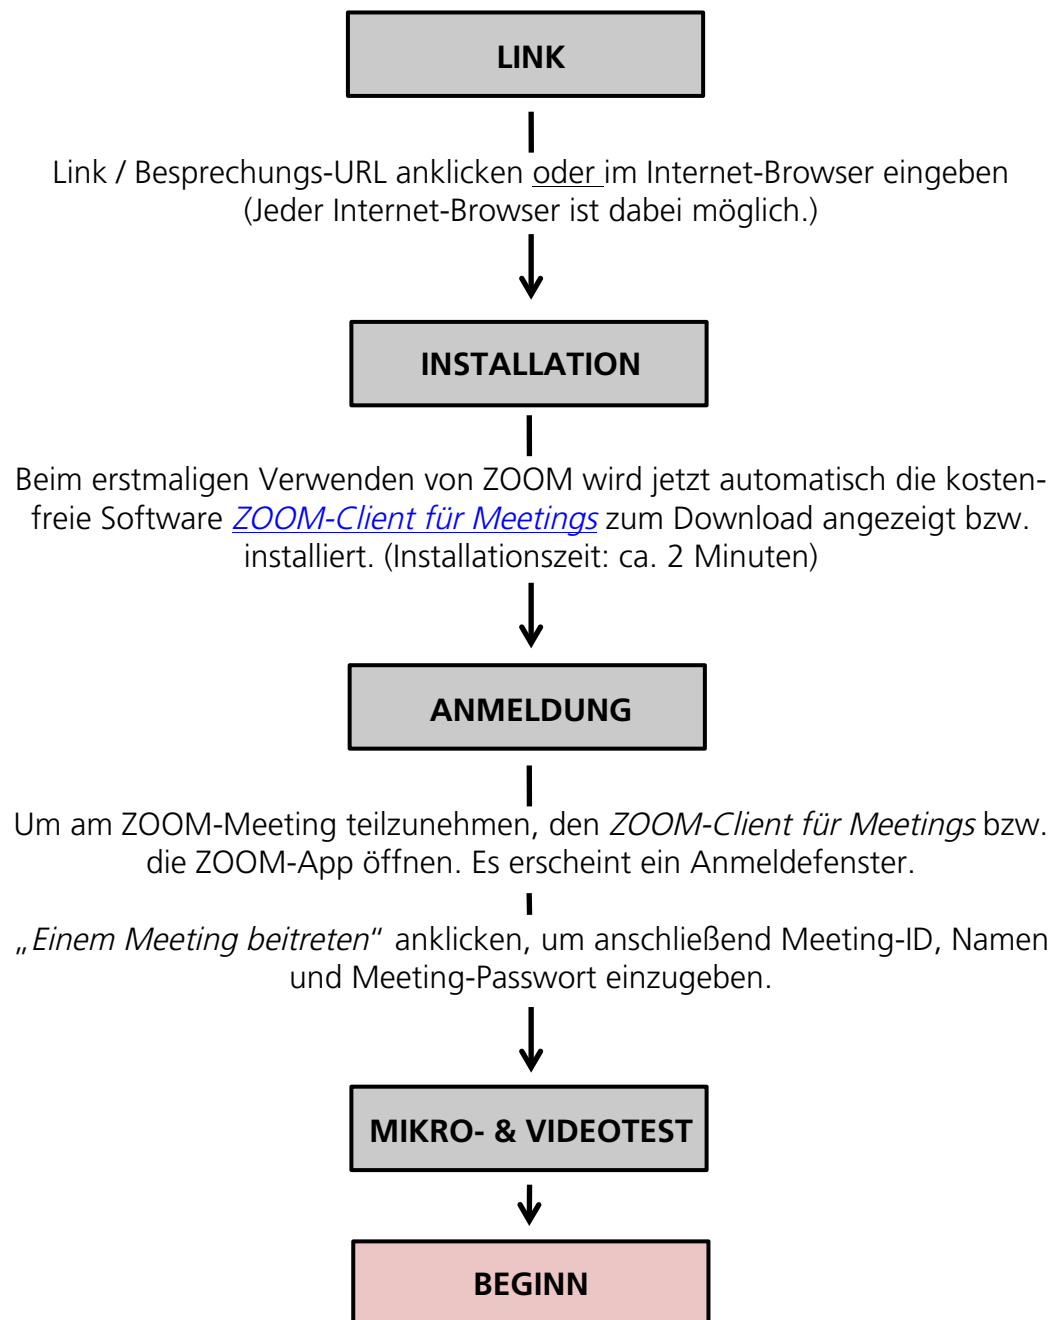 LINK
Link / Besprechungs-URL anklicken oder im Internet-Browser eingeben
(Jeder Internet-Browser ist dabei möglich.)
INSTALLATION
Beim erstmaligen Verwenden von ZOOM wird jetzt automatisch die kosten-
freie Software ZOOM-Client für Meetings zum Download angezeigt bzw.
installiert. (Installationszeit: ca. 2 Minuten)
ANMELDUNG
Um am ZOOM-Meeting teilzunehmen, den ZOOM-Client für Meetings bzw.
die ZOOM-App öffnen. Es erscheint ein Anmeldefenster.
„Einem Meeting beitreten" anklicken, um anschließend Meeting-ID, Namen
und Meeting-Passwort einzugeben.
MIKRO- & VIDEOTEST
BEGINN